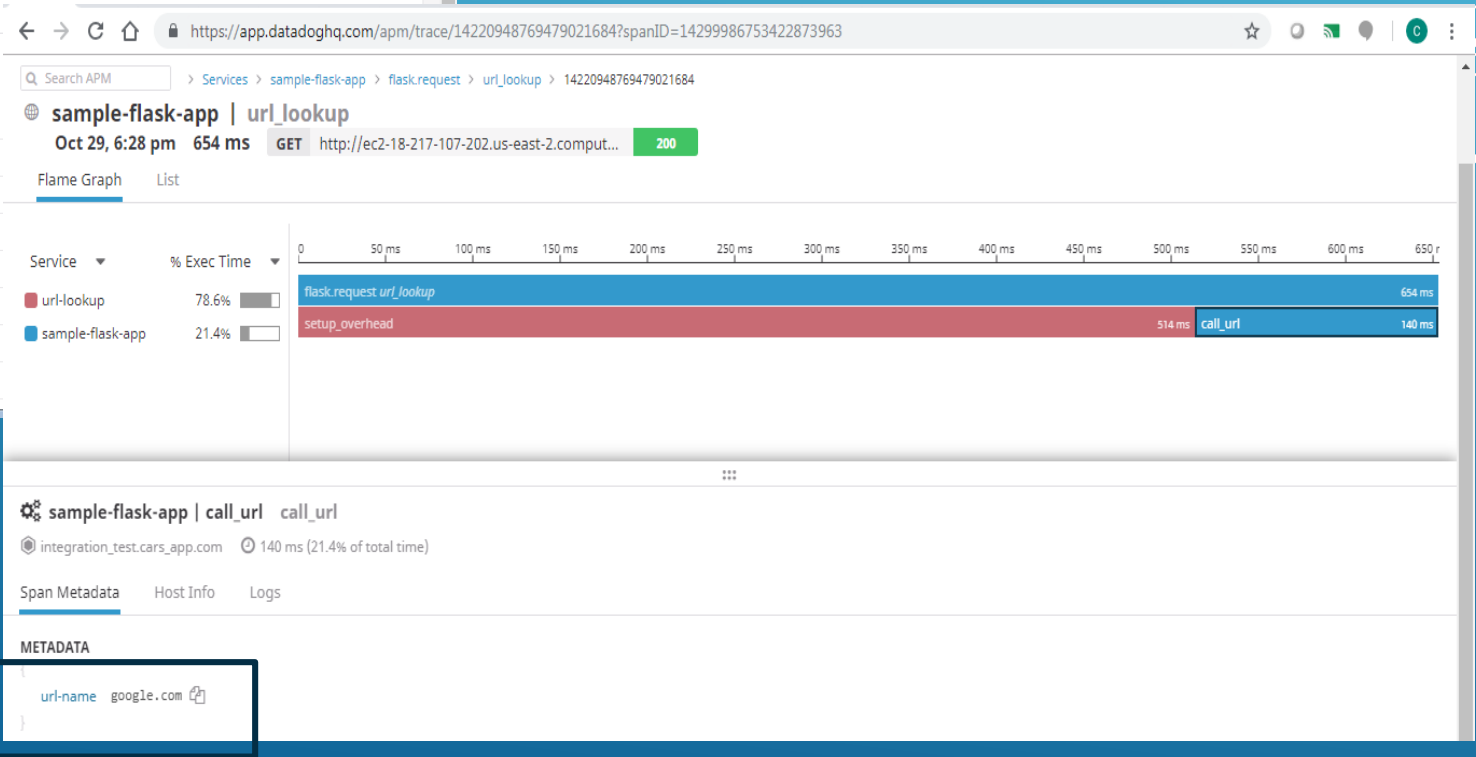 https://app.datadoghq.com/apm/trace/14220948769479021684?spanID=14299986753422873963
C
Search APM > Services > sample-flask-app > flask.request > url_lookup > 14220948769479021684
sample-flask-app | url_lookup
Oct 29, 6:28 pm 654 ms GET http://ec2-18-217-107-202.us-east-2.comput... 200
Flame Graph List
0 50 ms 100 ms 150 ms 200 ms 250 ms 300 ms 350 ms 400 ms 450 ms 500 ms 550 ms 600 ms 650 r
Service % Exec Time
flask.request url_lookup 654 ms
url-lookup 78.6%
setup_overhead 514 ms call_url 140 ms
sample-flask-app 21.4%
sample-flask-app | call_url call_url
integration_test.cars_app.com 140 ms (21.4% of total time)
Span Metadata Host Info Logs
METADATA
{
url-name google.com
}